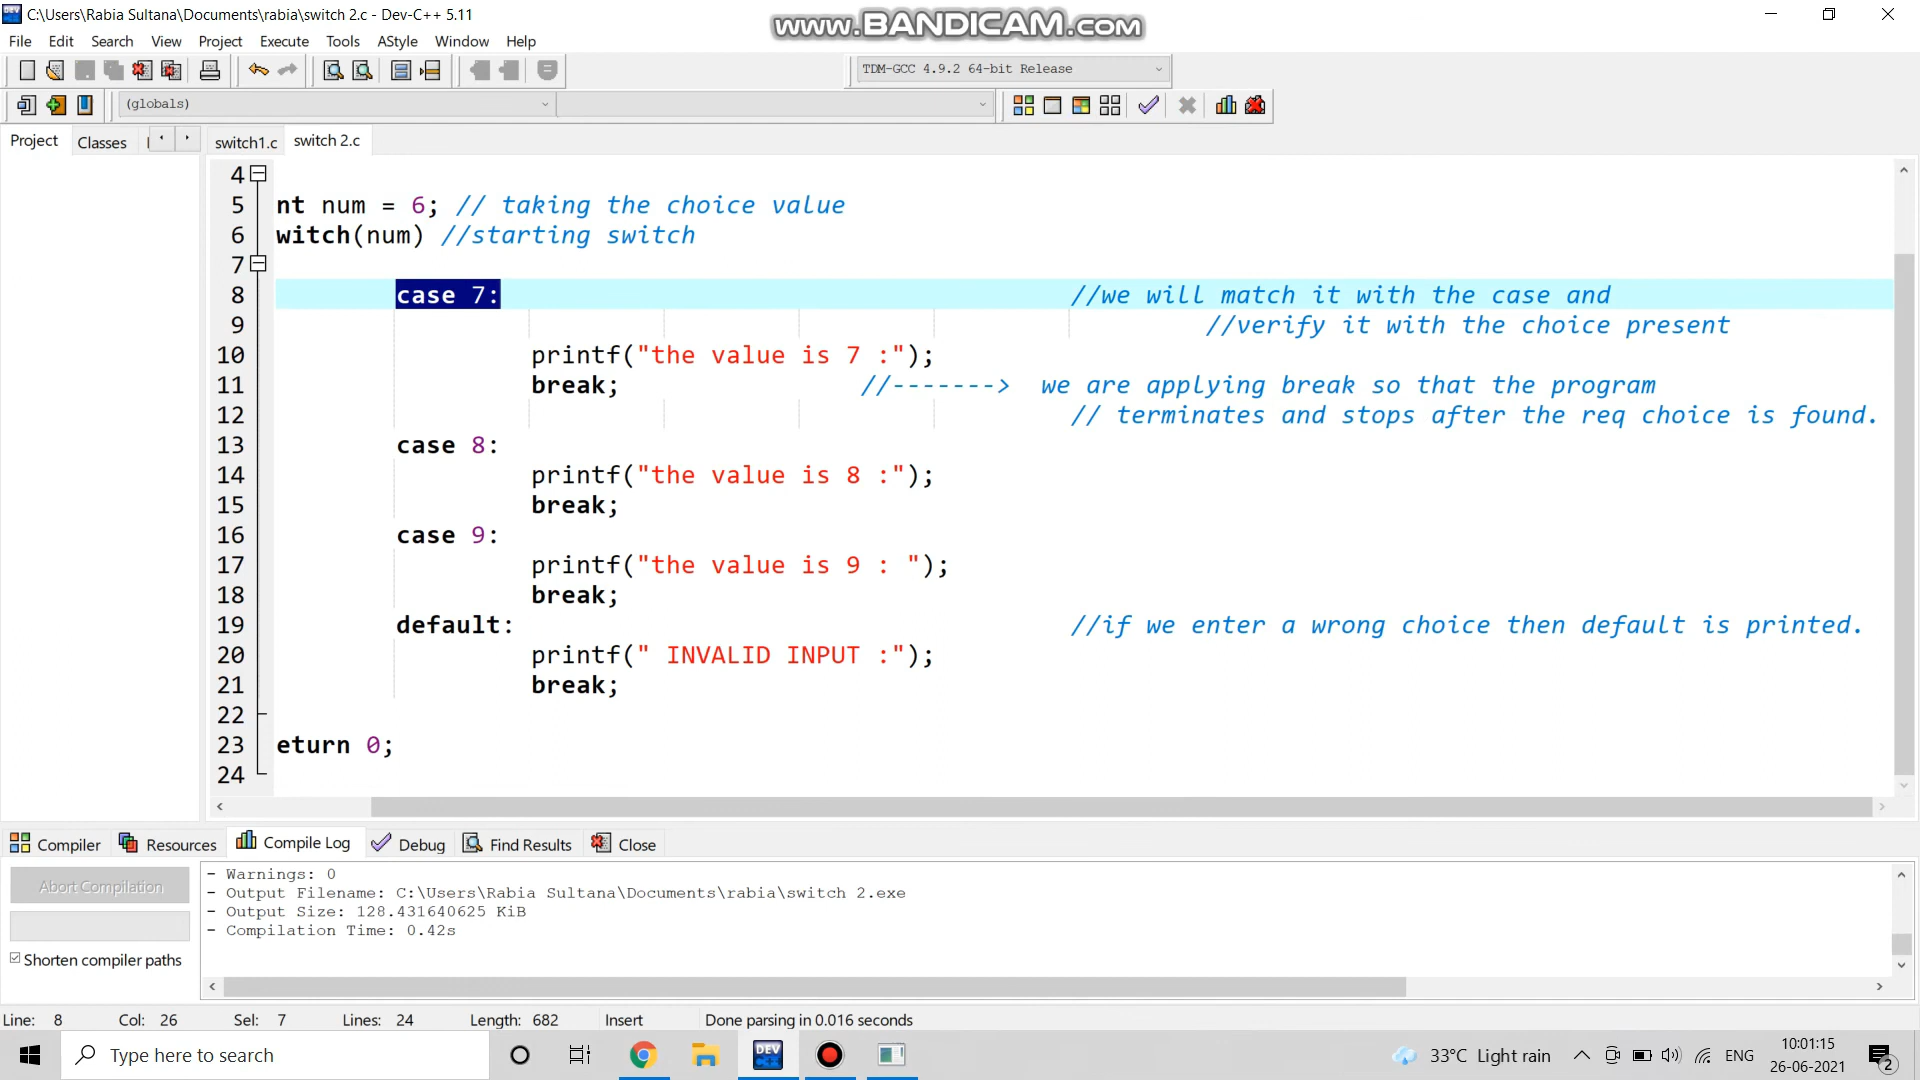 C:\Users\Rabia Sultana\Documents\rabia\switch 2.c - Dev-C++ 5.11
www.BANDICAM.com
File Edit Search View Project Execute Tools AStyle Window Help
TDM-GCC 4.9.2 64-bit Release
(globals)
Project Classes switch1.c switch 2.c
4
5 nt num = 6; // taking the choice value
6 witch(num) //starting switch
7
8 case 7: //we will match it with the case and
9 //verify it with the choice present
10 printf("the value is 7 :");
11 break; //-------> we are applying break so that the program
12 // terminates and stops after the req choice is found.
13 case 8:
14 printf("the value is 8 :");
15 break;
16 case 9:
17 printf("the value is 9 : ");
18 break;
19 default: //if we enter a wrong choice then default is printed.
20 printf(" INVALID INPUT :");
21 break;
22
23 eturn 0;
24
Compiler Resources Compile Log Debug Find Results Close
Abort Compilation
Shorten compiler paths
- Warnings: 0
- Output Filename: C:\Users\Rabia Sultana\Documents\rabia\switch 2.exe
- Output Size: 128.431640625 KiB
- Compilation Time: 0.42s
Line: 8 Col: 26 Sel: 7 Lines: 24 Length: 682 Insert Done parsing in 0.016 seconds
Type here to search
DEV C++
33°C Light rain
ENG
10:01:15
26-06-2021
2